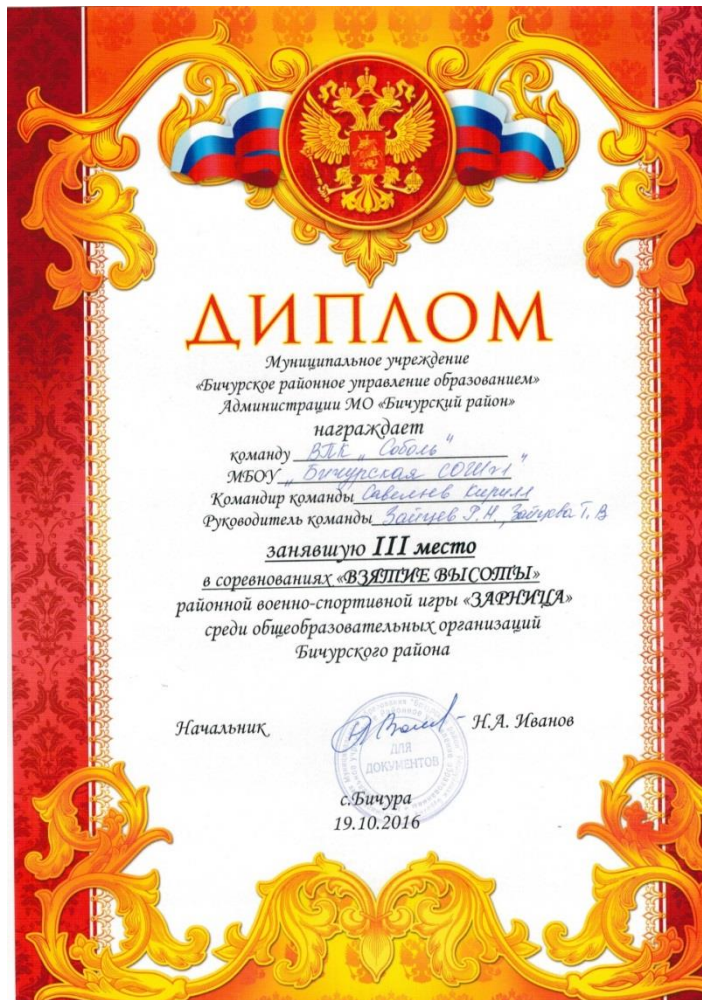 ДИПЛОМ
Муниципальное учреждение
«Бичурское районное управление образованием»
Администрации МО «Бичурский район»
награждает
команду ВПК „Соболь"
МБОУ „Бичурская СОШ №1"
Командир команды Савельев Кирилл
Руководитель команды Зайцев Г.Н., Зайцева Т.В
занявшую III место
в соревнованиях «ВЗЯТИЕ ВЫСОТЫ»
районной военно-спортивной игры «ЗАРНИЦА»
среди общеобразовательных организаций
Бичурского района
Начальник Н.А. Иванов
ДЛЯ
ДОКУМЕНТОВ
с.Бичура
19.10.2016